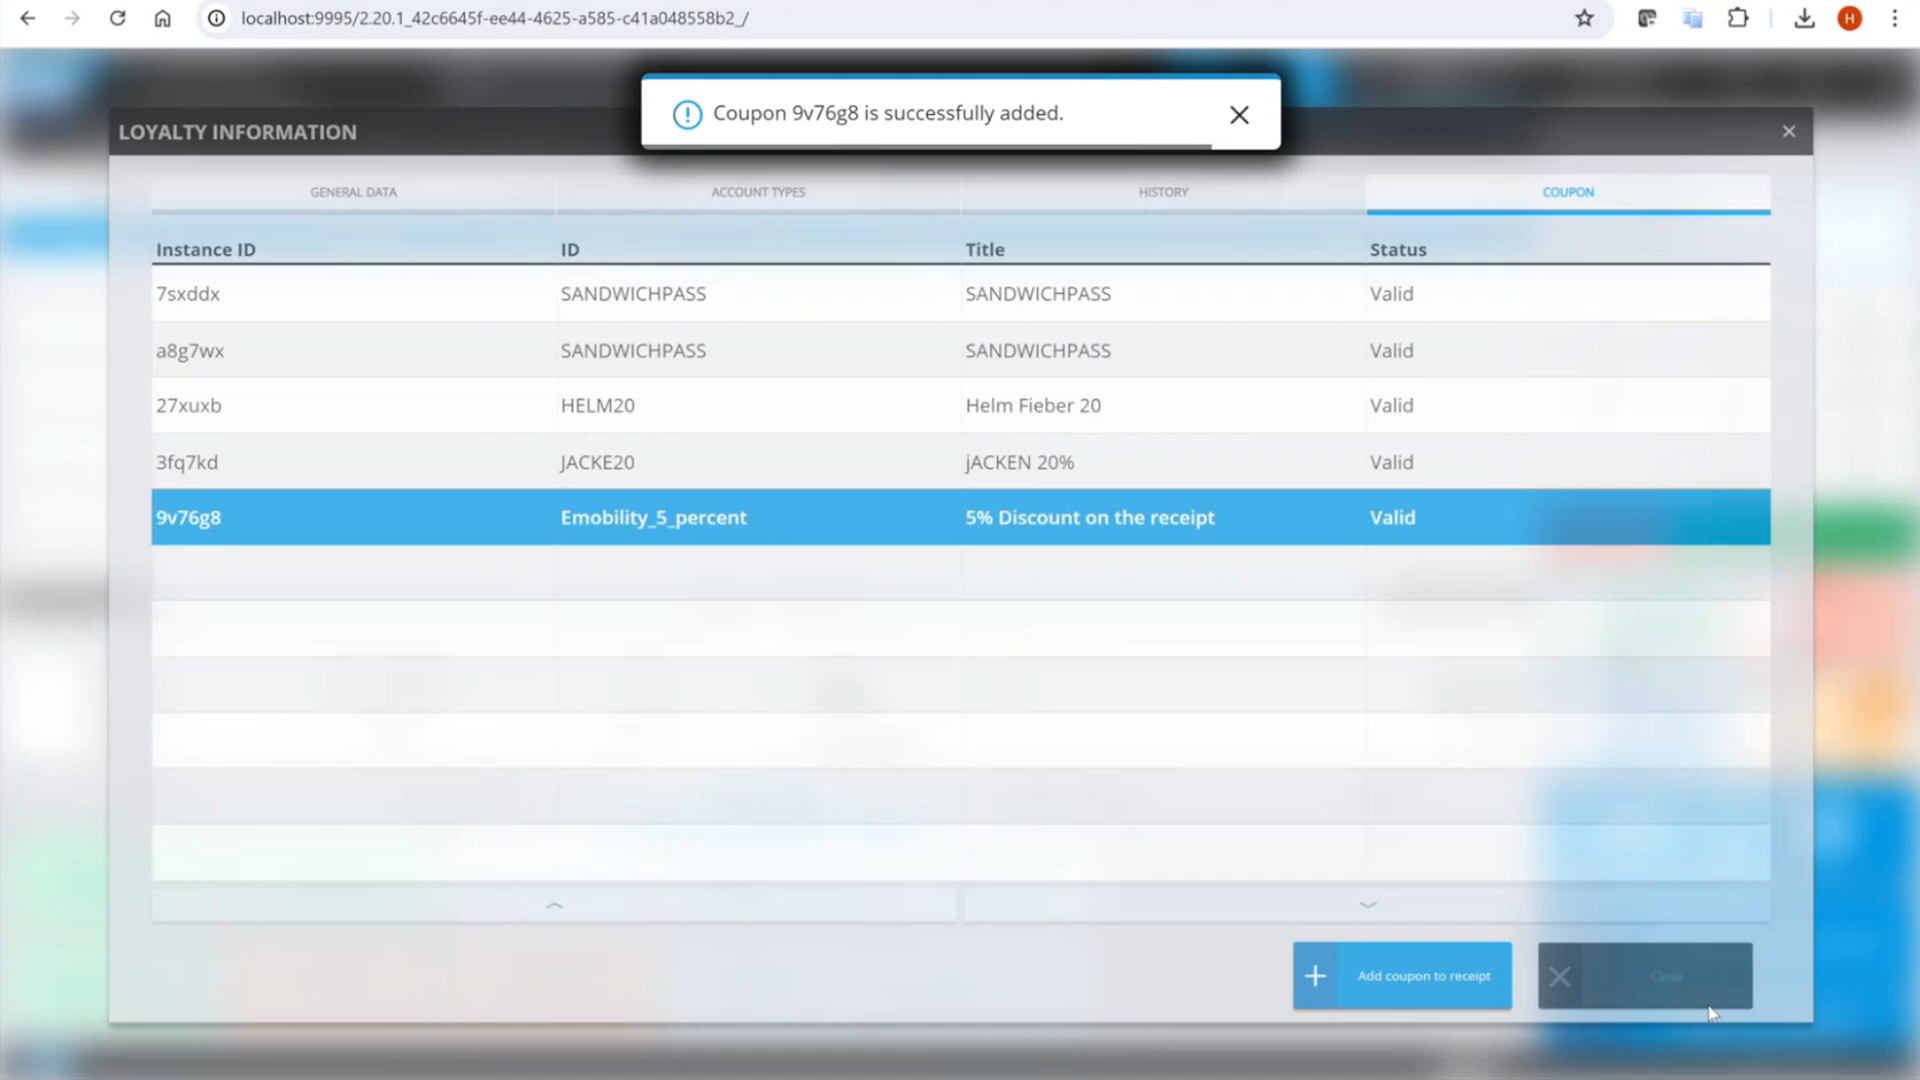 localhost:9995/2.20.1_42c6645f-ee44-4625-a585-c41a048558b2_/
H
Coupon 9v76g8 is successfully added.
LOYALTY INFORMATION
GENERAL DATA ACCOUNT TYPES HISTORY COUPON
Instance ID ID Title Status
7sxddx SANDWICHPASS SANDWICHPASS Valid
a8g7wx SANDWICHPASS SANDWICHPASS Valid
27xuxb HELM20 Helm Fieber 20 Valid
3fq7kd JACKE20 jACKEN 20% Valid
9v76g8 Emobility_5_percent 5% Discount on the receipt Valid
Add coupon to receipt Close